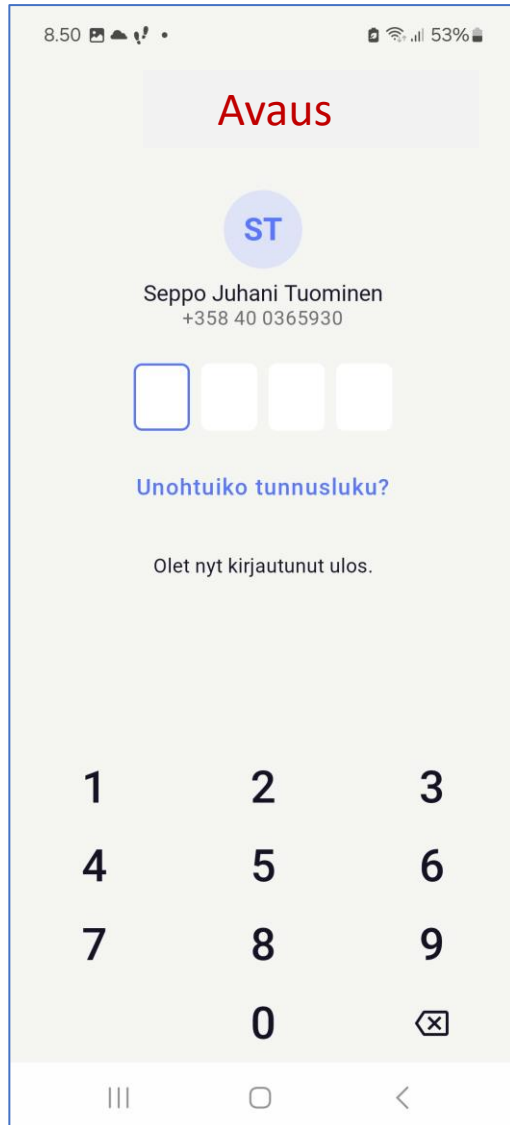 8.50 53%
Avaus
ST
Seppo Juhani Tuominen
+358 40 0365930
Unohtuiko tunnusluku?
Olet nyt kirjautunut ulos.
1 2 3
4 5 6
7 8 9
0